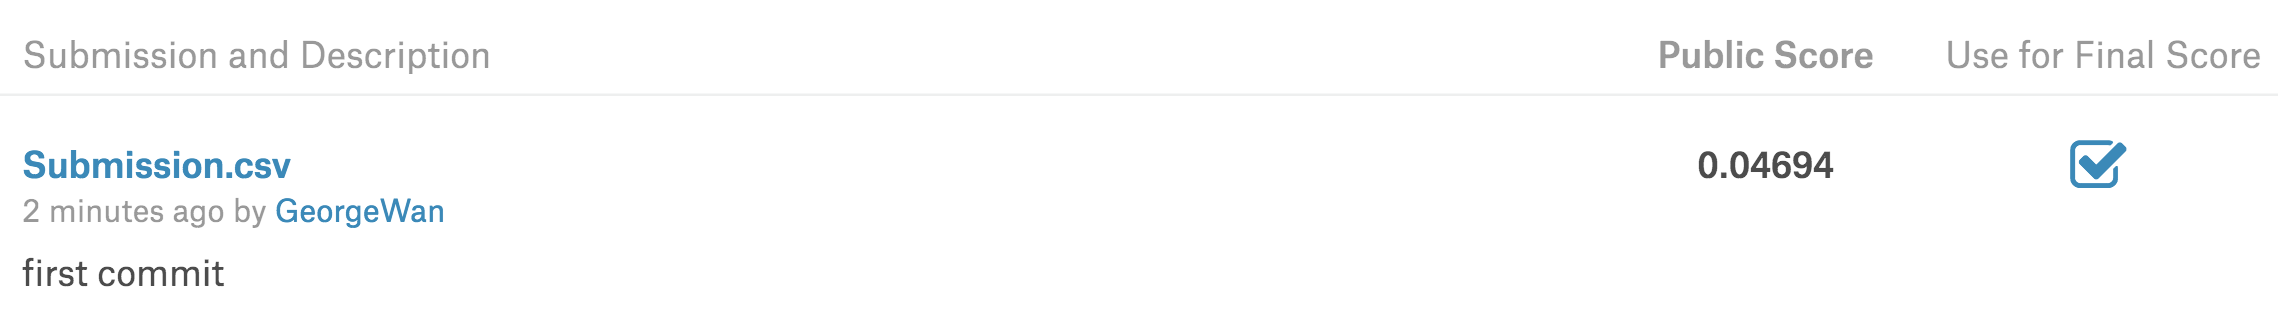 Submission and Description Public Score Use for Final Score
Submission.csv 0.04694
2 minutes ago by GeorgeWan
first commit